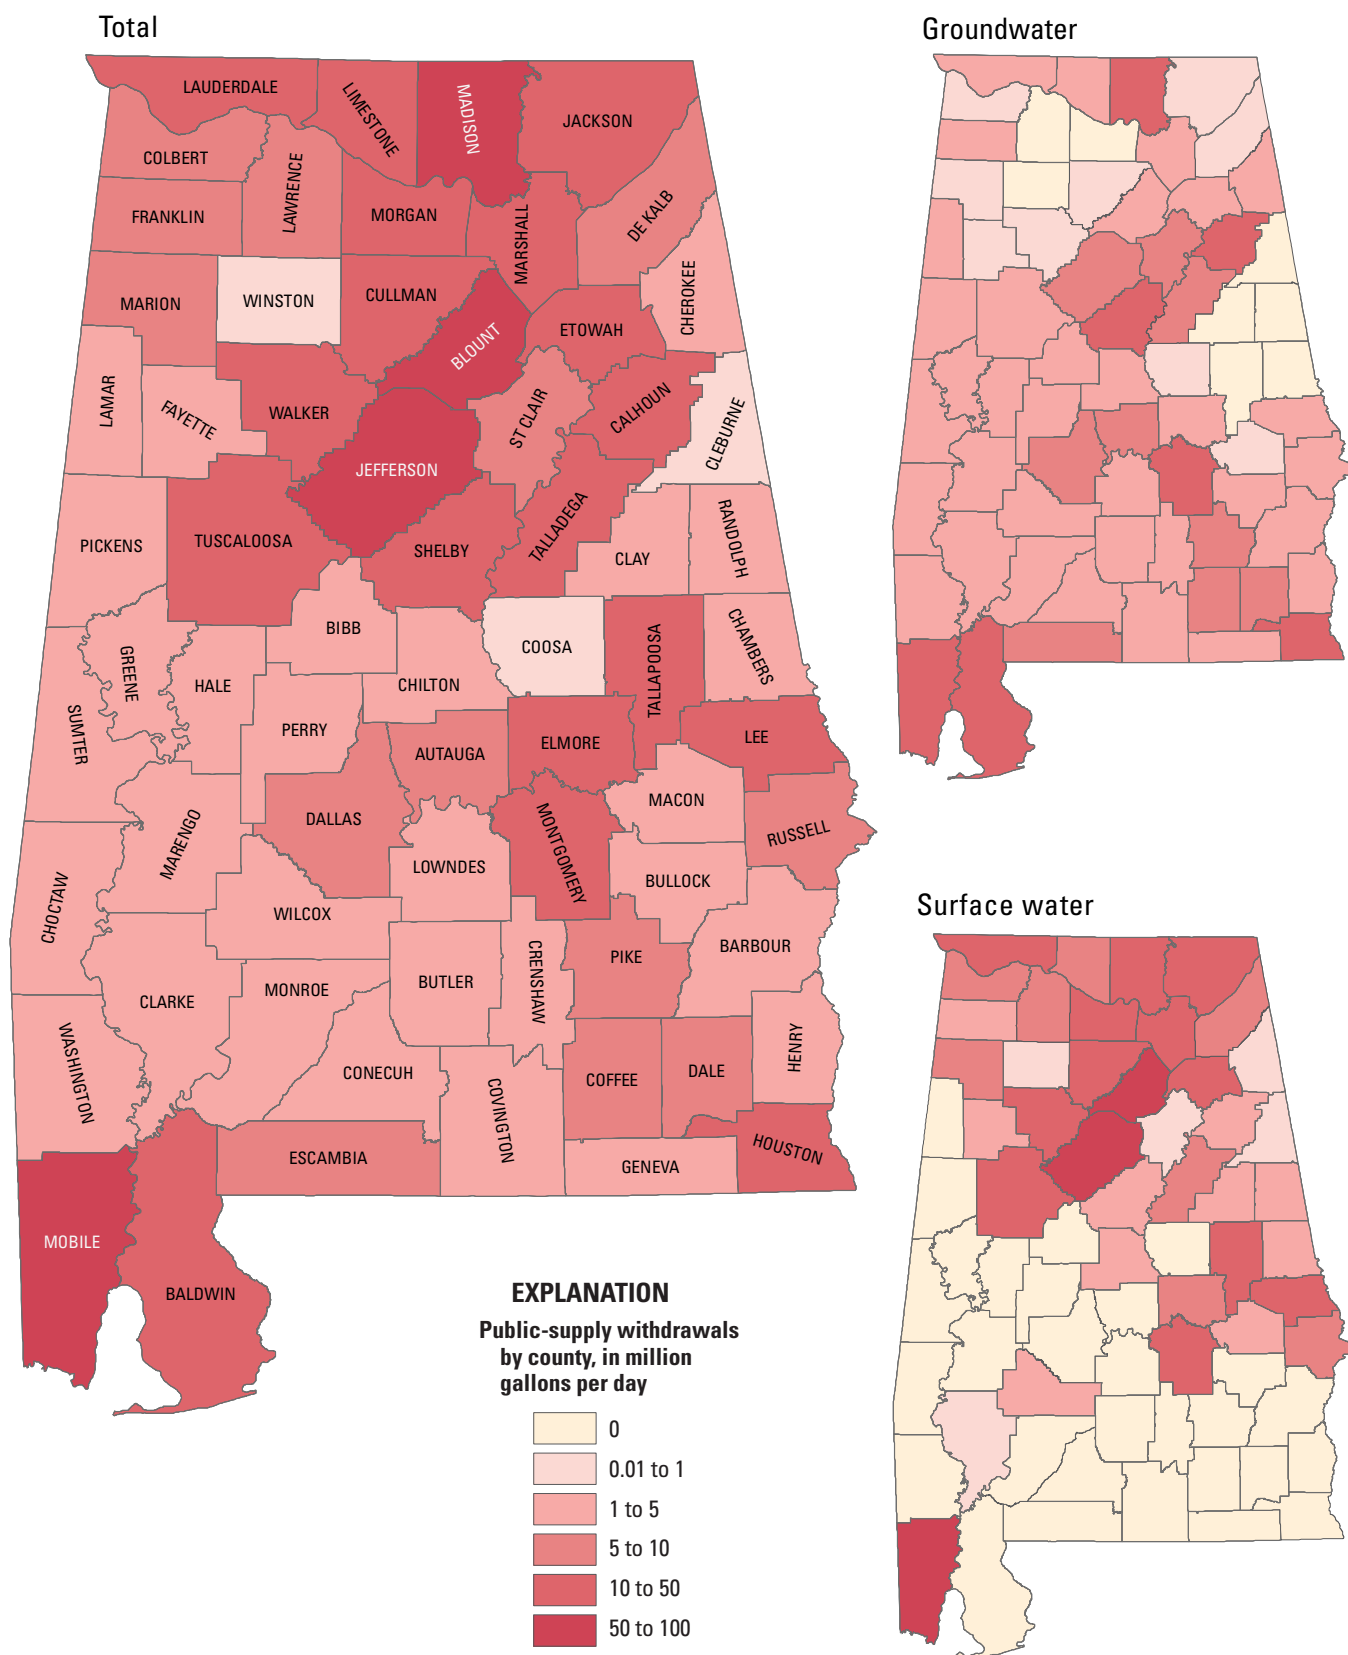 Total
Groundwater
LAUDERDALE
LIMESTONE
MADISON
JACKSON
COLBERT
LAWRENCE
FRANKLIN
MORGAN
MARSHALL
DE KALB
MARION
WINSTON
CULLMAN
CHEROKEE
BLOUNT
ETOWAH
LAMAR
FAYETTE
WALKER
ST CLAIR
CALHOUN
CLEBURNE
JEFFERSON
PICKENS
TUSCALOOSA
SHELBY
TALLADEGA
CLAY
RANDOLPH
BIBB
COOSA
TALLAPOOSA
CHAMBERS
GREENE
HALE
CHILTON
SUMTER
PERRY
AUTAUGA
ELMORE
LEE
MACON
DALLAS
MONTGOMERY
RUSSELL
MARENGO
LOWNDES
BULLOCK
CHOCTAW
WILCOX
Surface water
BUTLER
CRENSHAW
PIKE
BARBOUR
CLARKE
MONROE
WASHINGTON
CONECUH
COVINGTON
COFFEE
DALE
HENRY
ESCAMBIA
GENEVA
HOUSTON
MOBILE
BALDWIN
EXPLANATION
Public-supply withdrawals
by county, in million
gallons per day
0
0.01 to 1
1 to 5
5 to 10
10 to 50
50 to 100